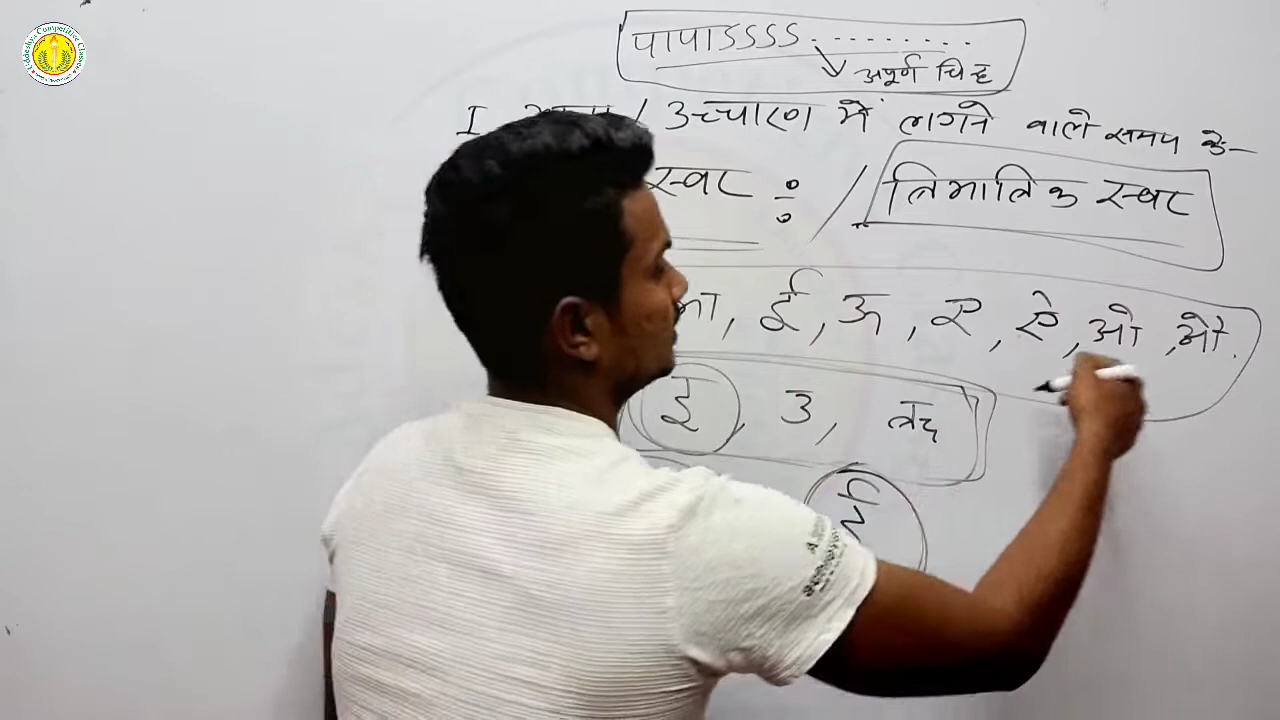 पापाऽऽऽऽ ..........
अपूर्ण चिह्न
I / उच्चारण में लगने वाले समय के-
स्वर ÷ / त्रिमात्रिक स्वर
, ई, ऊ, ए, ऐ, ओ, औ.
इ, उ, ऋ
ई